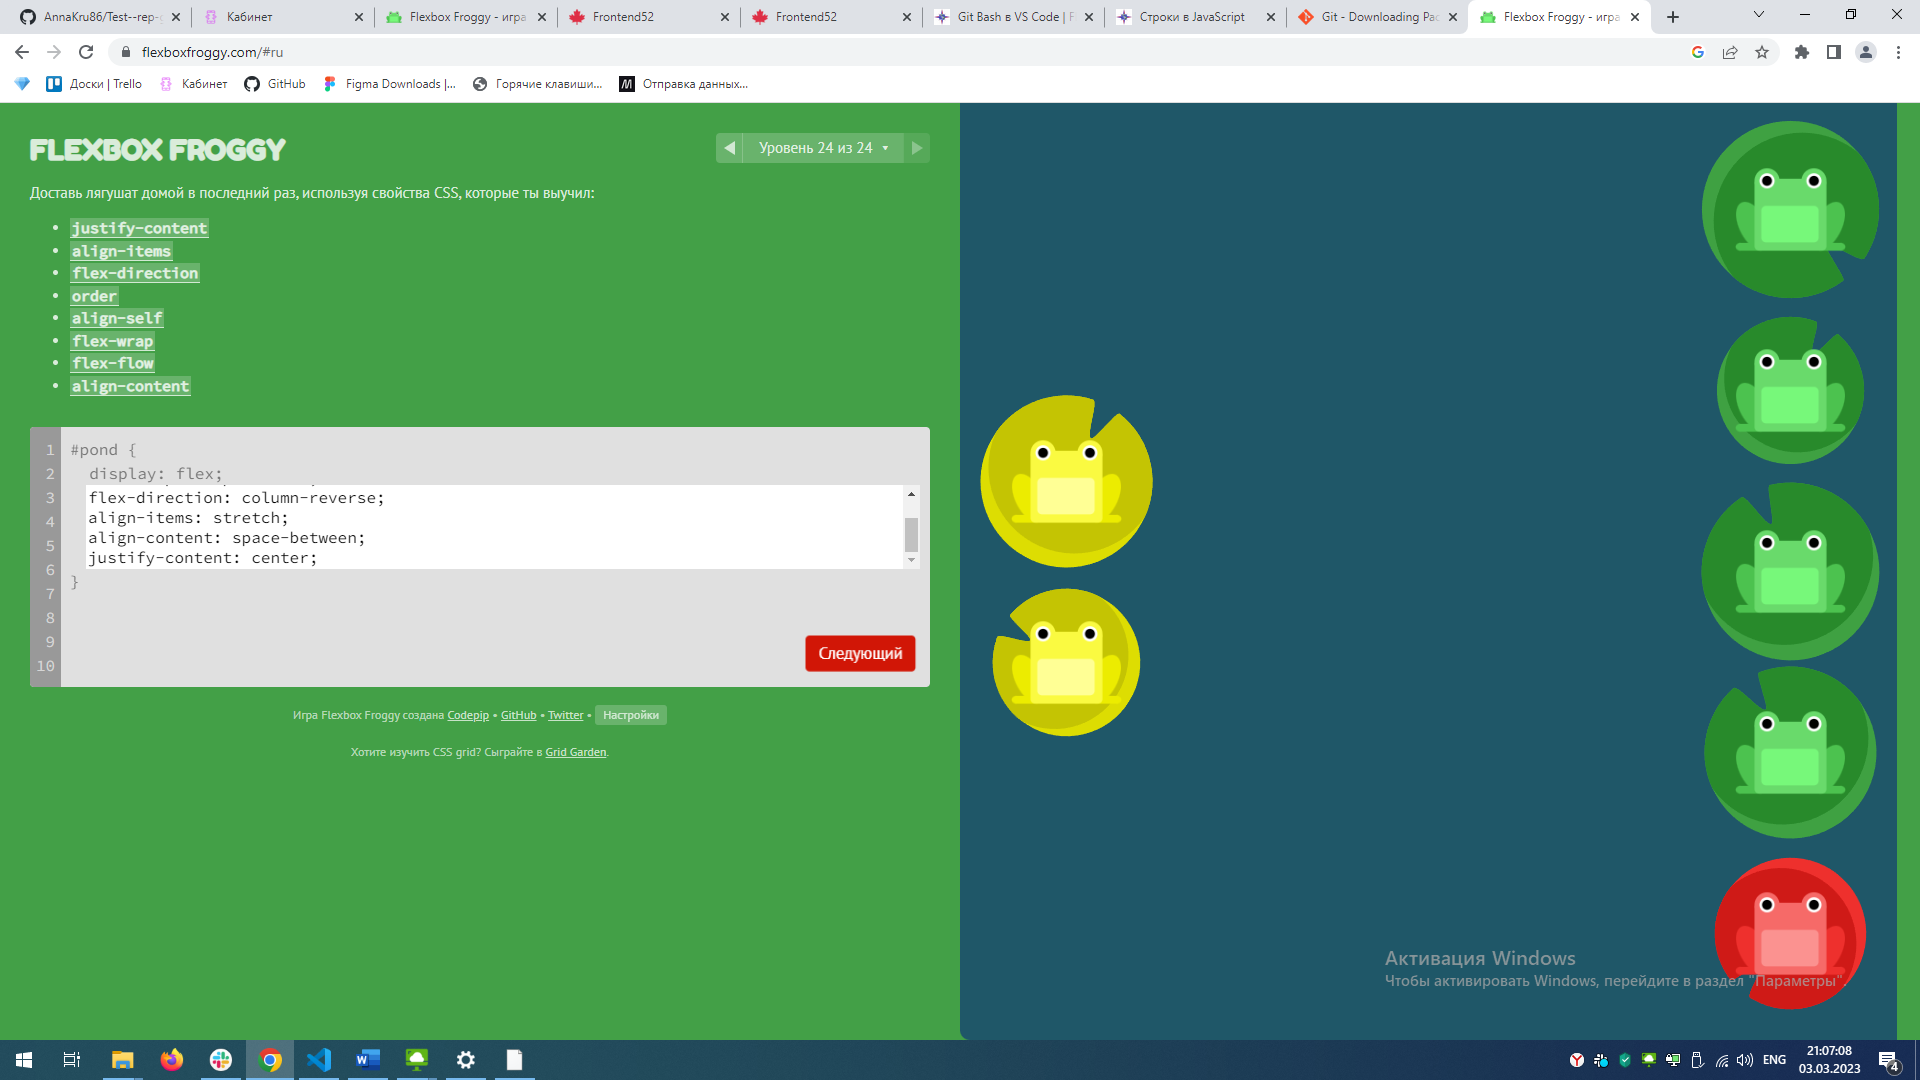 AnnaKru86/Test--rep-
Кабинет
Flexbox Froggy - игра
Frontend52
Frontend52
Git Bash в VS Code |
Строки в JavaScript
Git - Downloading Pac
Flexbox Froggy - игра
flexboxfroggy.com/#ru
Доски | Trello
Кабинет
GitHub
Figma Downloads |...
Горячие клавиши...
Отправка данных...
FLEXBOX FROGGY
Уровень 24 из 24
Доставь лягушат домой в последний раз, используя свойства CSS, которые ты выучил:
• justify-content
• align-items
• flex-direction
• order
• align-self
• flex-wrap
• flex-flow
• align-content
1 #pond {
2 display: flex;
3 flex-direction: column-reverse;
4 align-items: stretch;
5 align-content: space-between;
6 justify-content: center;
7 }
8
9
10
Следующий
Игра Flexbox Froggy создана Codepip • GitHub • Twitter • Настройки
Хотите изучить CSS grid? Сыграйте в Grid Garden.
Активация Windows
Чтобы активировать Windows, перейдите в раздел "Параметры".
ENG
21:07:08
03.03.2023
4